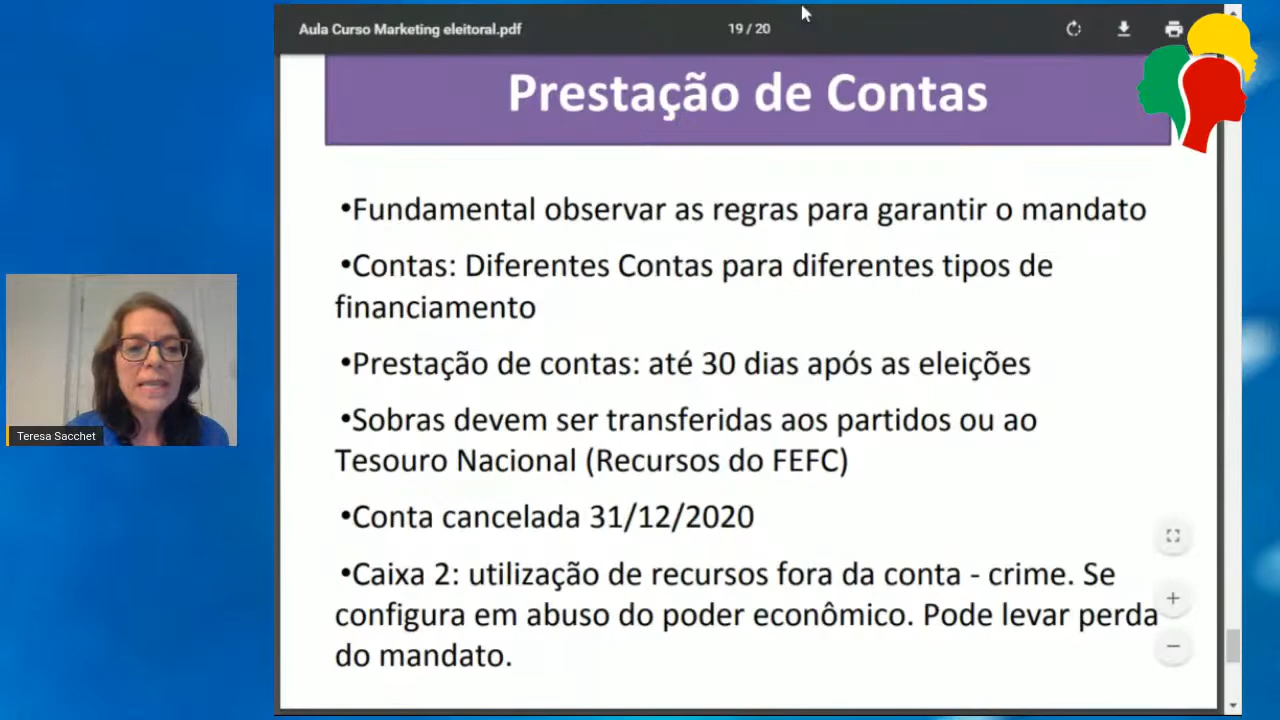 Aula Curso Marketing eleitoral.pdf
19 / 20
Prestação de Contas
•Fundamental observar as regras para garantir o mandato
•Contas: Diferentes Contas para diferentes tipos de
financiamento
•Prestação de contas: até 30 dias após as eleições
•Sobras devem ser transferidas aos partidos ou ao
Tesouro Nacional (Recursos do FEFC)
•Conta cancelada 31/12/2020
•Caixa 2: utilização de recursos fora da conta - crime. Se
configura em abuso do poder econômico. Pode levar perda
do mandato.
Teresa Sacchet